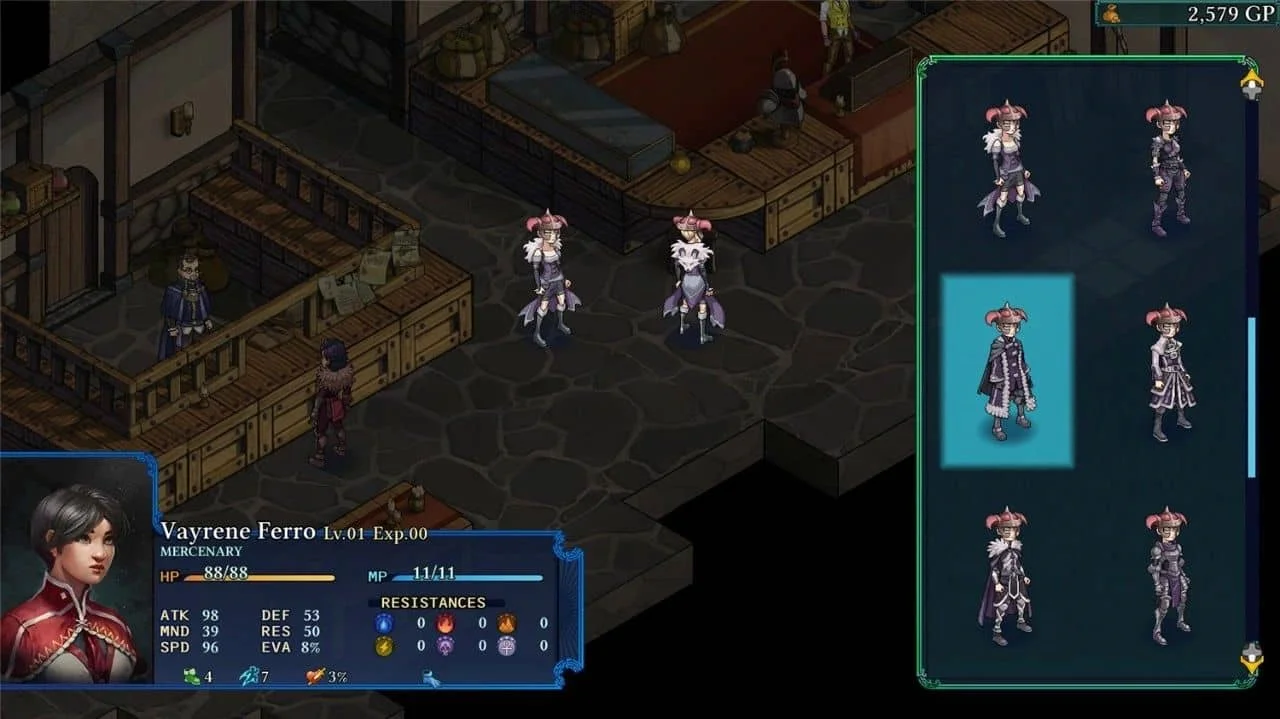 2,579 GP
Vayrene Ferro Lv.01 Exp.00
MERCENARY
HP 88/88 MP 11/11
RESISTANCES
ATK 98 DEF 53 0 0 0
MND 39 RES 50
SPD 96 EVA 8% 0 0 0
4 7 3%